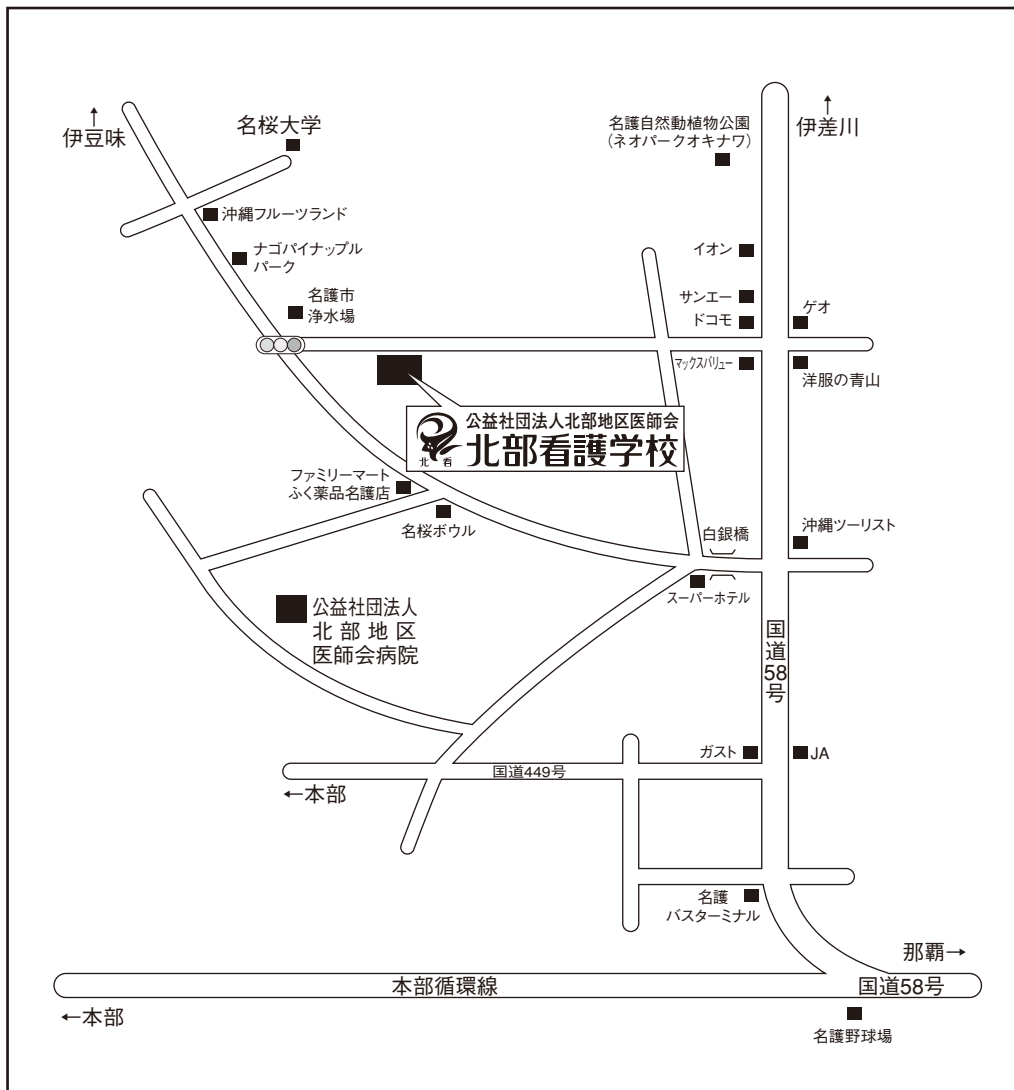 ↑
伊豆味
名桜大学
名護自然動植物公園
(ネオパークオキナワ)
↑
伊差川
沖縄フルーツランド
ナゴパイナップル
パーク
イオン
名護市
浄水場
サンエー
ドコモ
ゲオ
マックスバリュー
洋服の青山
公益社団法人北部地区医師会
北部看護学校
北看
ファミリーマート
ふく薬品名護店
名桜ボウル
白銀橋
沖縄ツーリスト
スーパーホテル
公益社団法人
北部地区
医師会病院
国道58号
ガスト
JA
国道449号
←本部
名護
バスターミナル
那覇→
本部循環線
国道58号
←本部
名護野球場